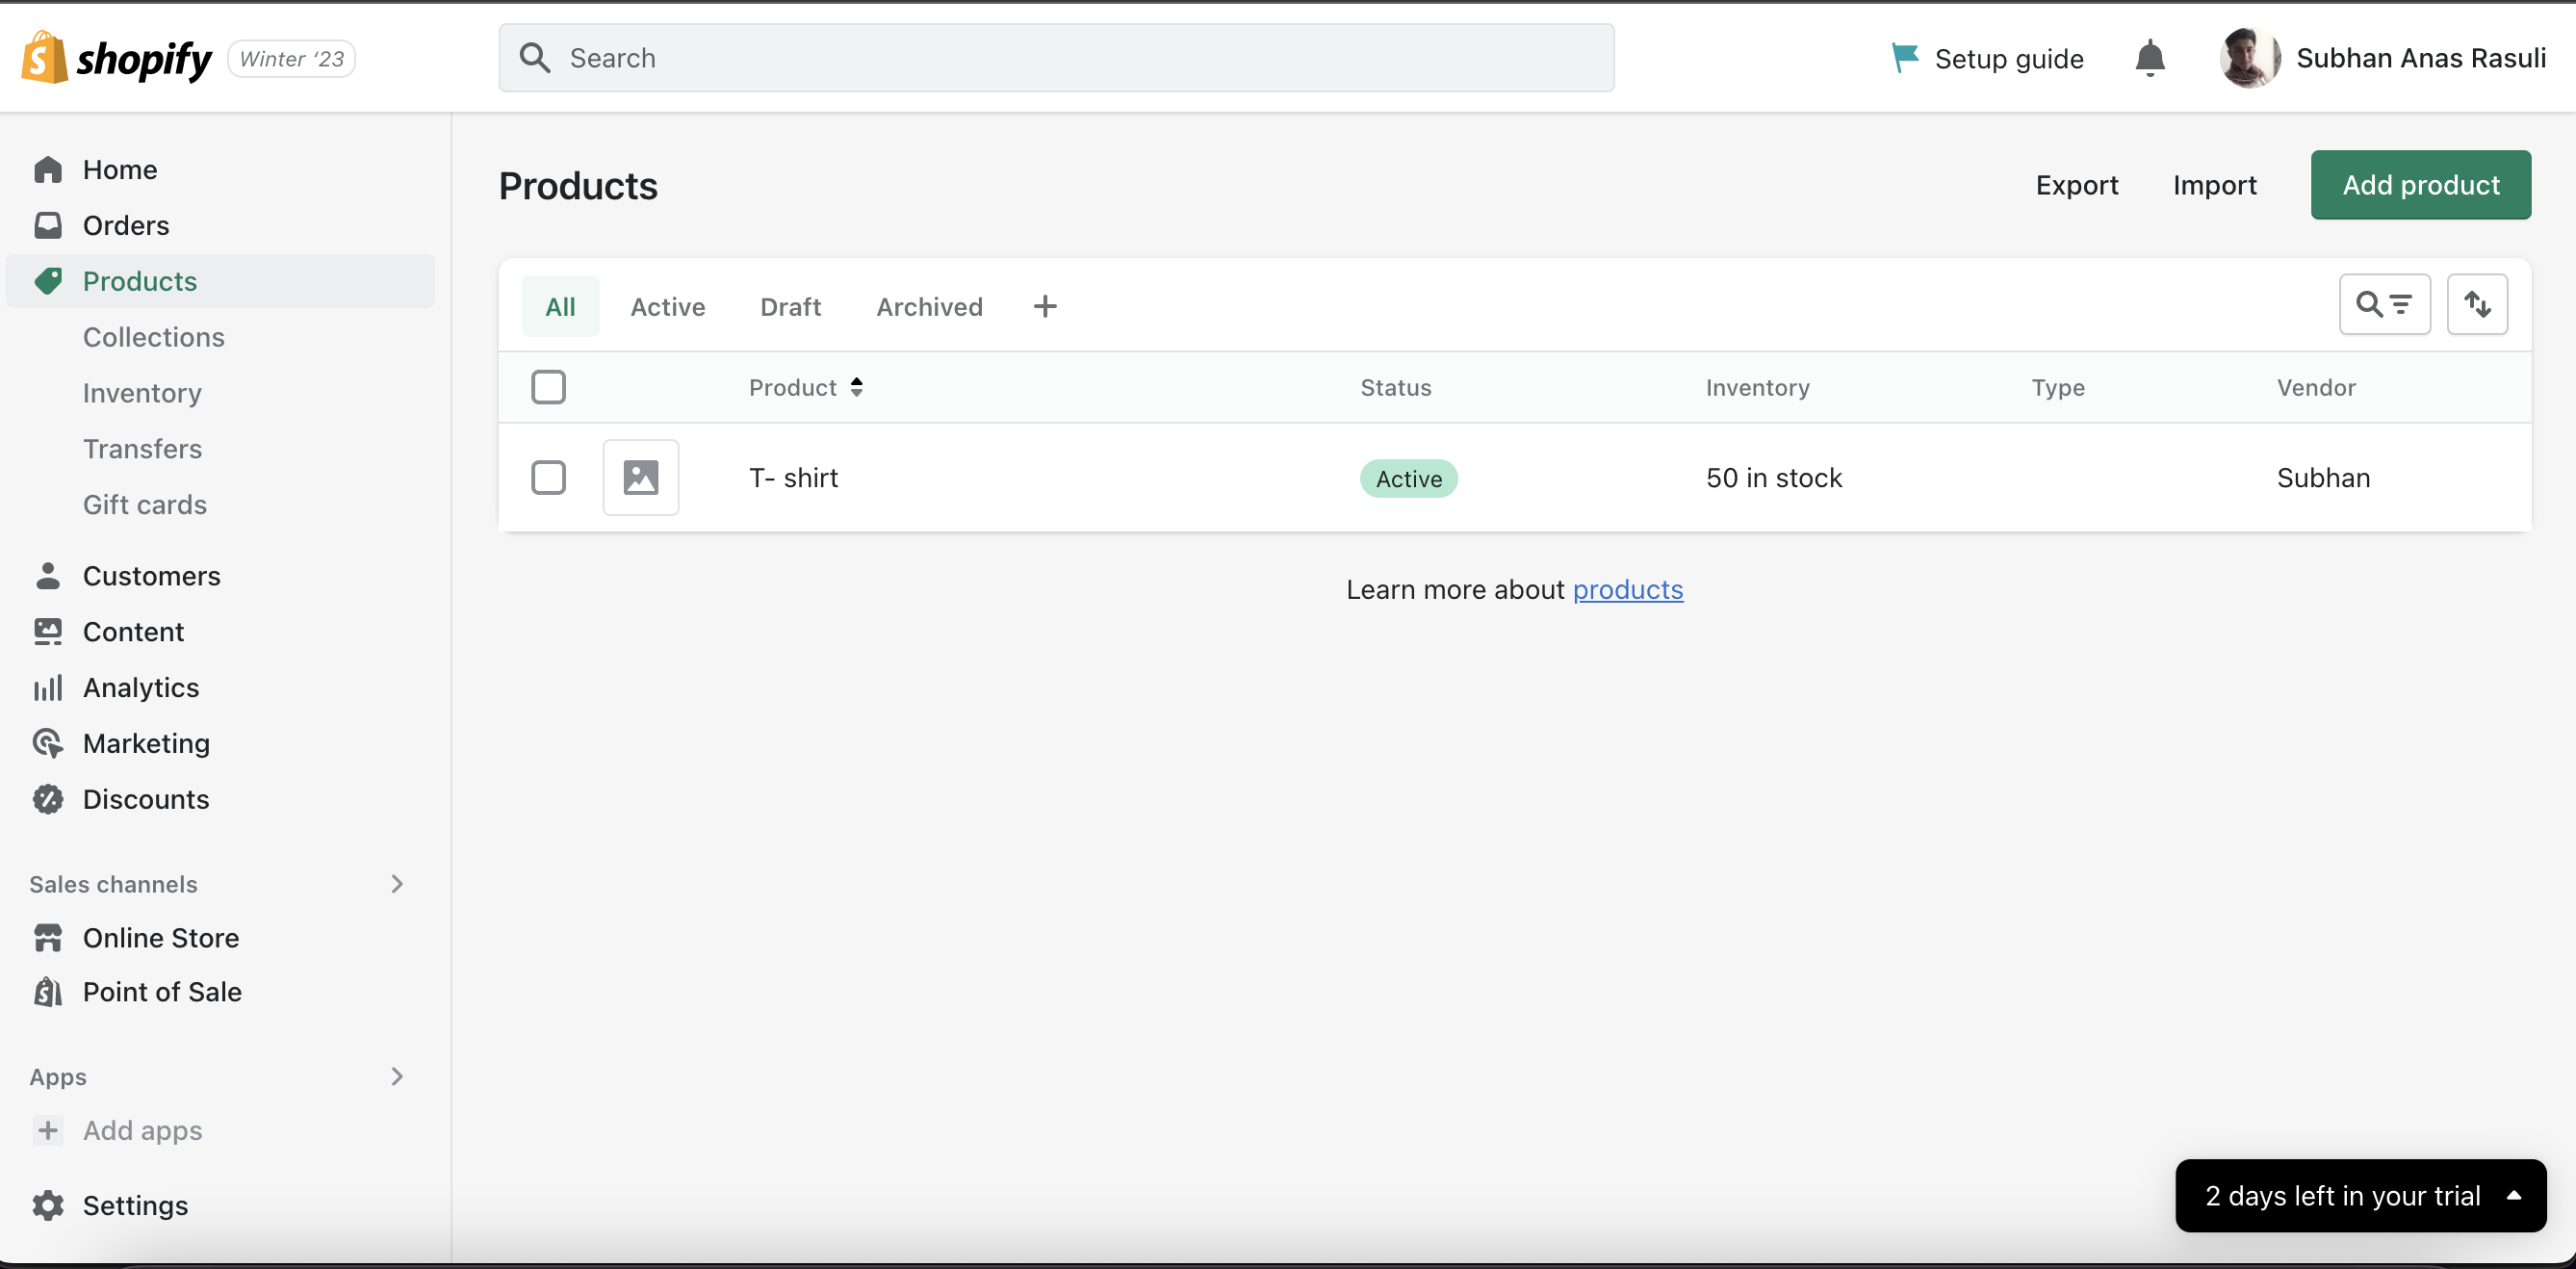 shopify Winter ‘23 Search Setup guide Subhan Anas Rasuli
Home
Orders
Products
Collections
Inventory
Transfers
Gift cards
Customers
Content
Analytics
Marketing
Discounts
Sales channels
Online Store
Point of Sale
Apps
Add apps
Settings
Products Export Import Add product
All Active Draft Archived
Product Status Inventory Type Vendor
T- shirt Active 50 in stock Subhan
Learn more about products
2 days left in your trial